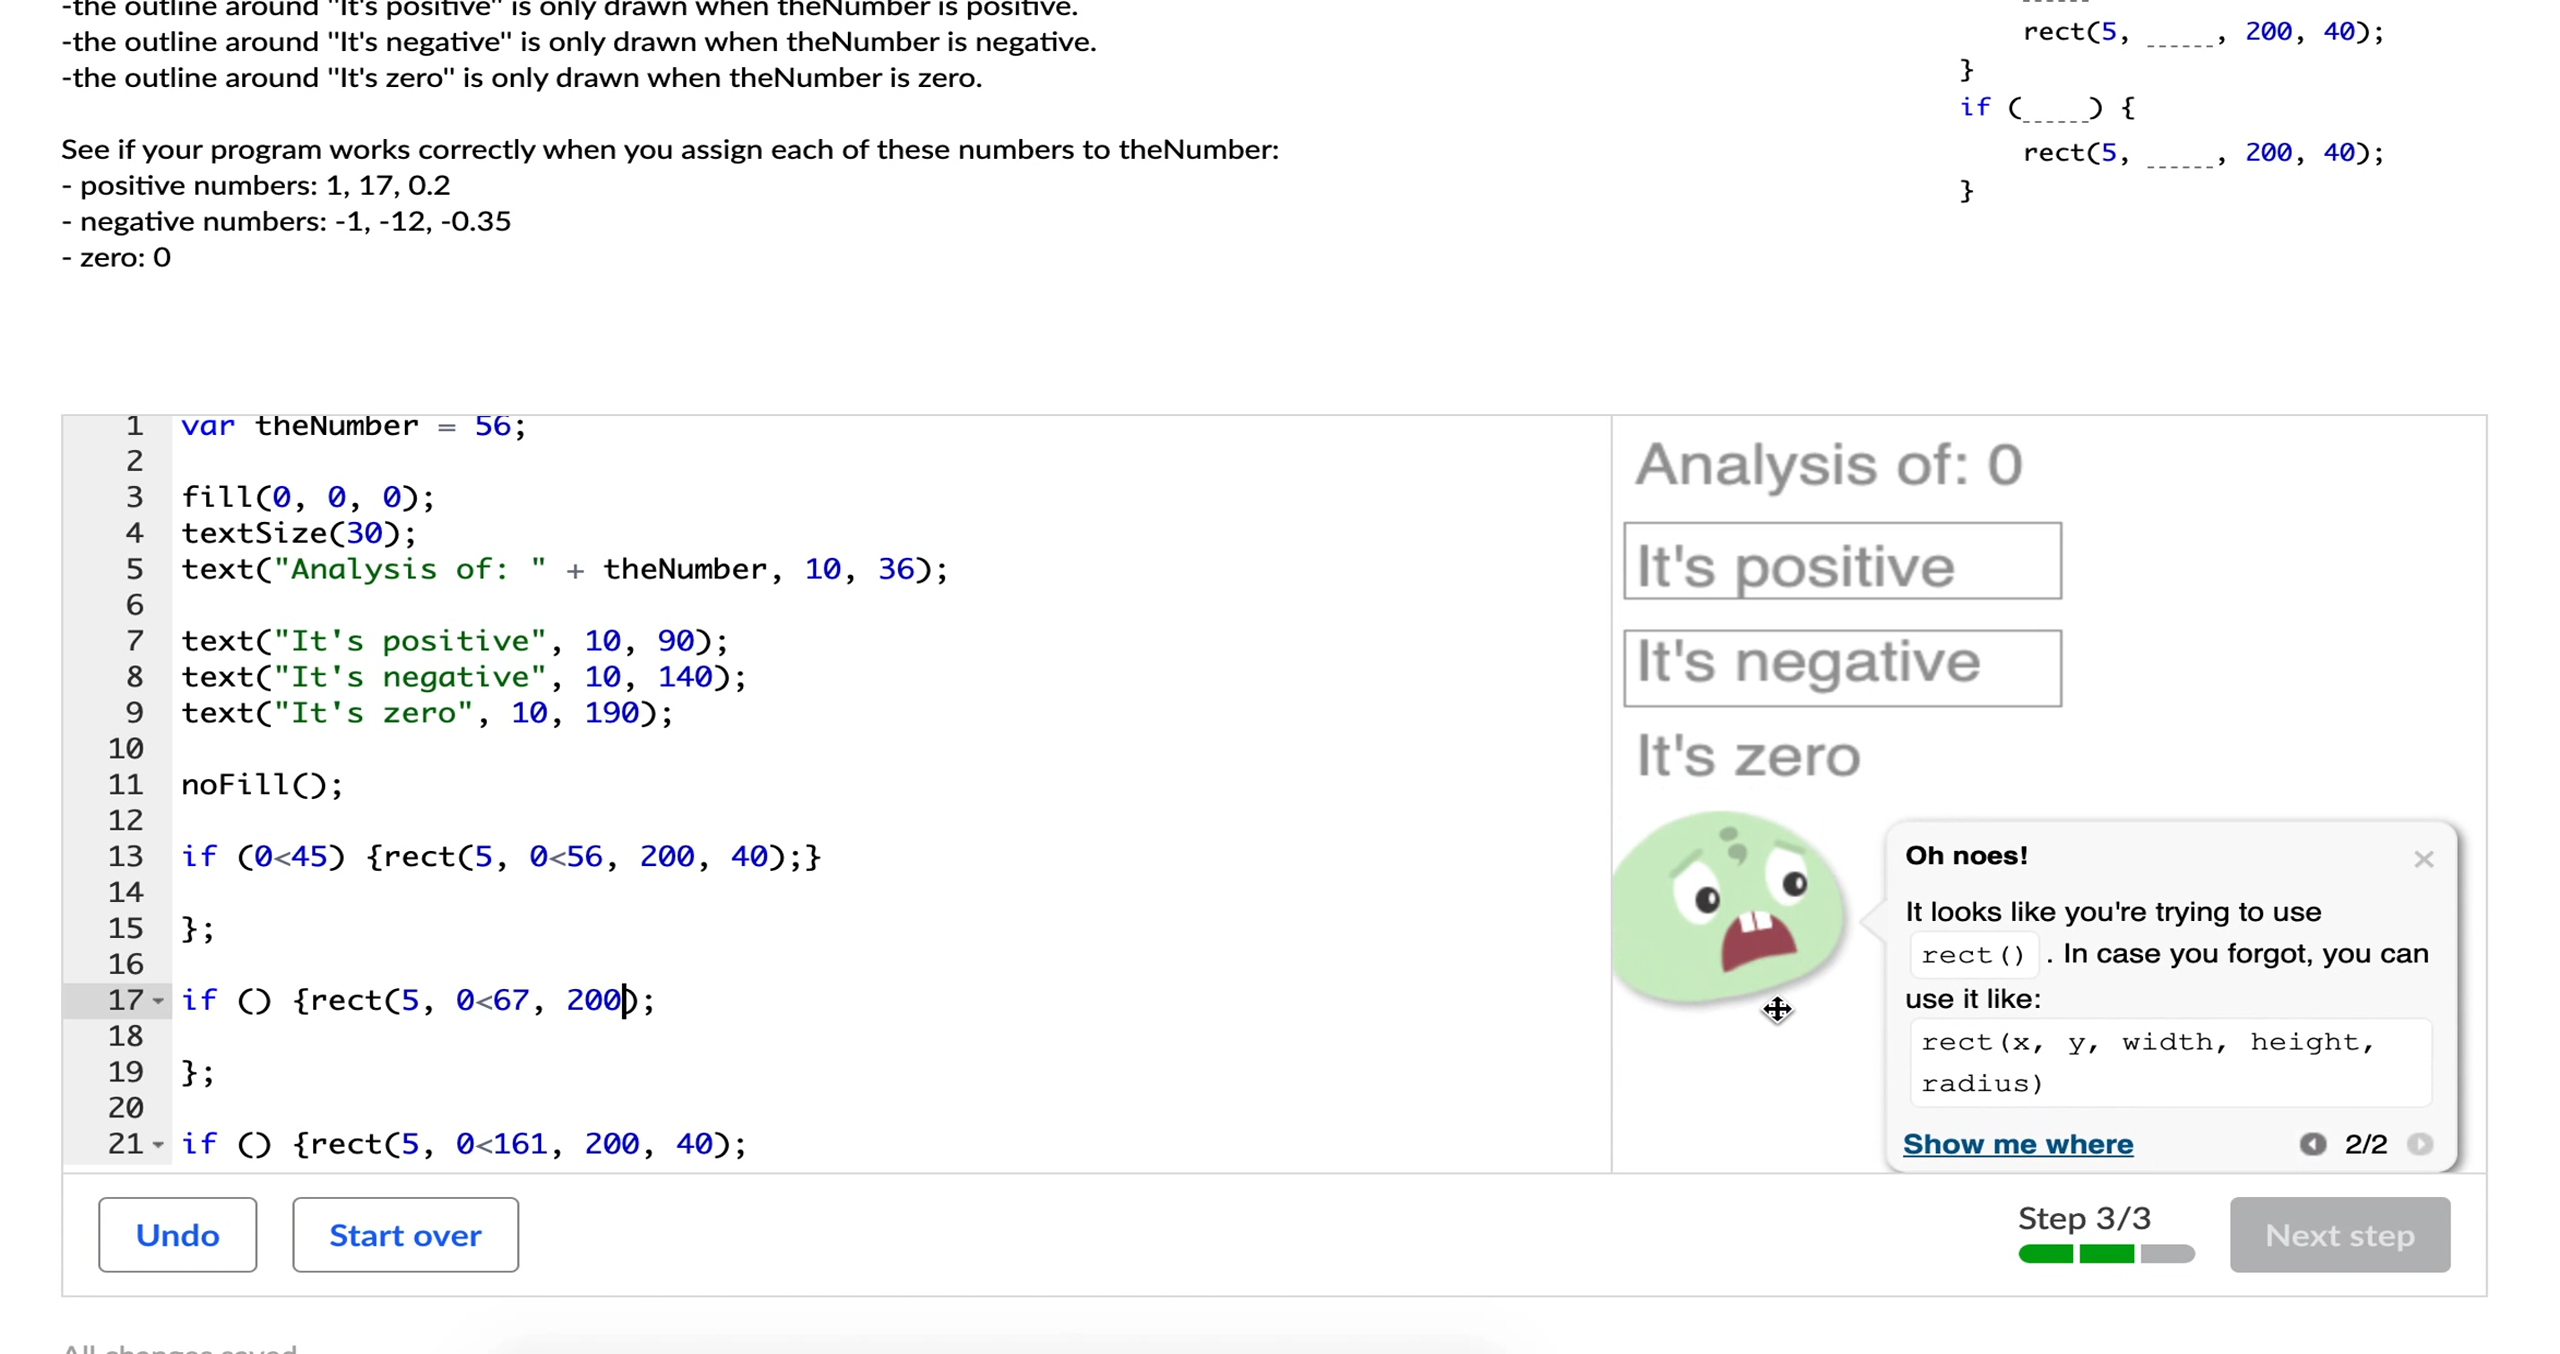 -the outline around "It's positive" is only drawn when theNumber is positive.
-the outline around "It's negative" is only drawn when theNumber is negative.
-the outline around "It's zero" is only drawn when theNumber is zero.
See if your program works correctly when you assign each of these numbers to theNumber:
- positive numbers: 1, 17, 0.2
- negative numbers: -1, -12, -0.35
- zero: 0
rect(5, _____, 200, 40);
}
if (_____) {
rect(5, _____, 200, 40);
}
1 var theNumber = 56;
2
3 fill(0, 0, 0);
4 textSize(30);
5 text("Analysis of: " + theNumber, 10, 36);
6
7 text("It's positive", 10, 90);
8 text("It's negative", 10, 140);
9 text("It's zero", 10, 190);
10
11 noFill();
12
13 if (0<45) {rect(5, 0<56, 200, 40);}
14
15 };
16
17 if () {rect(5, 0<67, 200);
18
19 };
20
21 if () {rect(5, 0<161, 200, 40);
Analysis of: 0
It's positive
It's negative
It's zero
Oh noes!
It looks like you're trying to use
rect() . In case you forgot, you can
use it like:
rect(x, y, width, height,
radius)
Show me where 2/2
Undo
Start over
Step 3/3
Next step
All changes saved